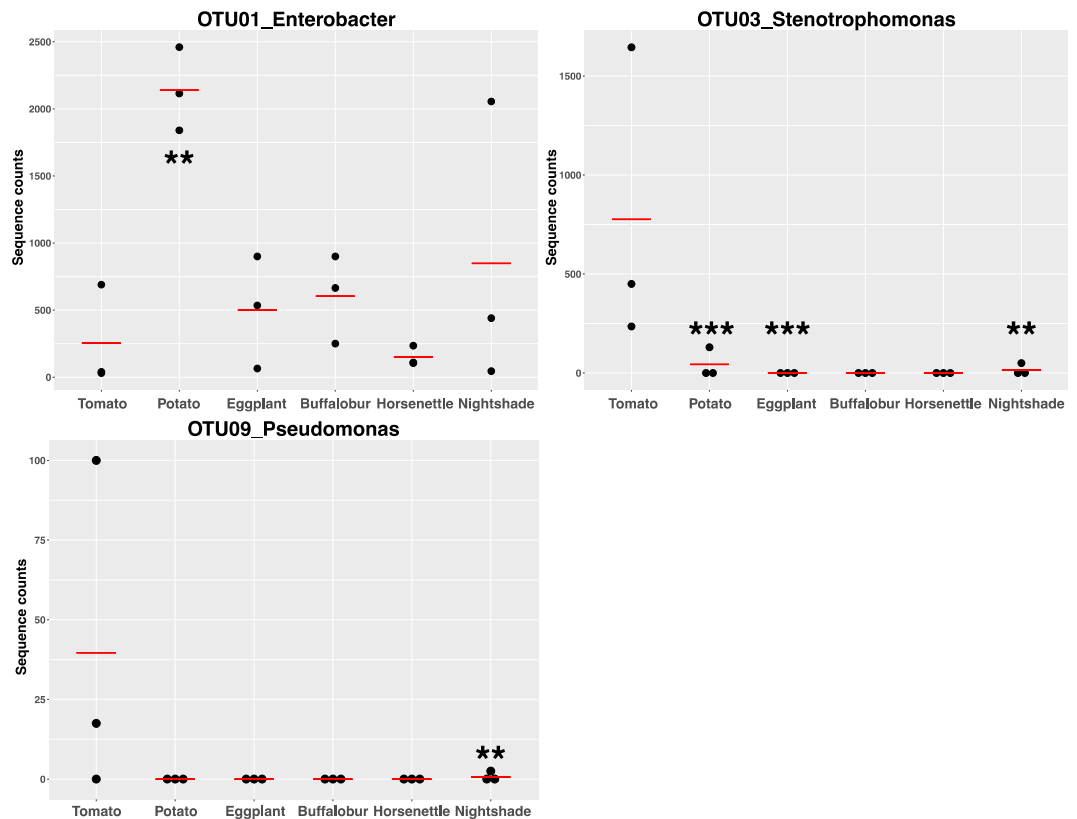 OTU01_Enterobacter
2500
2000
1500
1000
500
0
Sequence counts
**
Tomato Potato Eggplant Buffalobur Horsenettle Nightshade
OTU03_Stenotrophomonas
1500
1000
500
0
Sequence counts
*** *** **
Tomato Potato Eggplant Buffalobur Horsenettle Nightshade
OTU09_Pseudomonas
100
75
50
25
0
Sequence counts
**
Tomato Potato Eggplant Buffalobur Horsenettle Nightshade